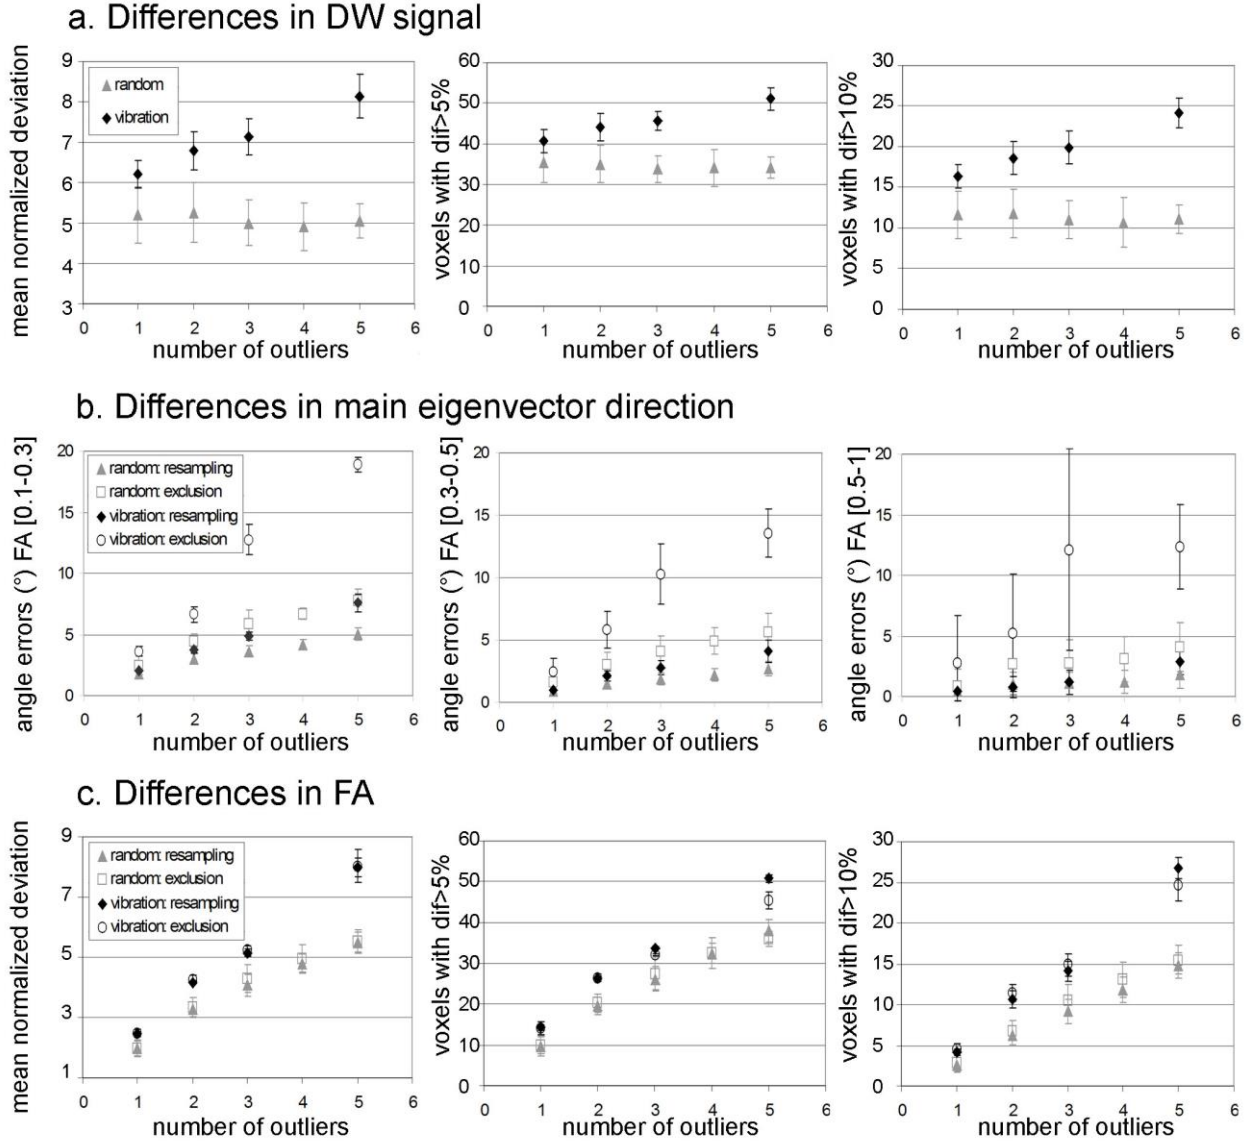 a. Differences in DW signal
mean normalized deviation
9
8
7
6
5
4
3
random
vibration
0 1 2 3 4 5 6
number of outliers
voxels with dif>5%
60
50
40
30
20
10
0
0 1 2 3 4 5 6
number of outliers
voxels with dif>10%
30
25
20
15
10
5
0
0 1 2 3 4 5 6
number of outliers
b. Differences in main eigenvector direction
angle errors (°) FA [0.1-0.3]
20
15
10
5
0
random: resampling
random: exclusion
vibration: resampling
vibration: exclusion
0 1 2 3 4 5 6
number of outliers
angle errors (°) FA [0.3-0.5]
20
15
10
5
0
0 1 2 3 4 5 6
number of outliers
angle errors (°) FA [0.5-1]
20
15
10
5
0
0 1 2 3 4 5 6
number of outliers
c. Differences in FA
mean normalized deviation
9
7
5
3
1
random: resampling
random: exclusion
vibration: resampling
vibration: exclusion
0 1 2 3 4 5 6
number of outliers
voxels with dif>5%
60
50
40
30
20
10
0
0 1 2 3 4 5 6
number of outliers
voxels with dif>10%
30
25
20
15
10
5
0
0 1 2 3 4 5 6
number of outliers